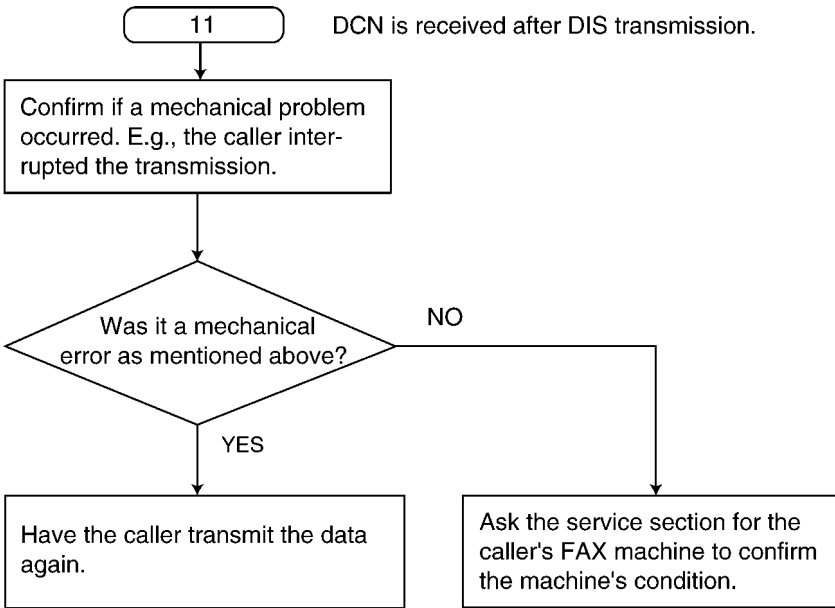 11
DCN is received after DIS transmission.
Confirm if a mechanical problem
occurred. E.g., the caller inter-
rupted the transmission.
Was it a mechanical
error as mentioned above?
NO
YES
Have the caller transmit the data
again.
Ask the service section for the
caller's FAX machine to confirm
the machine's condition.